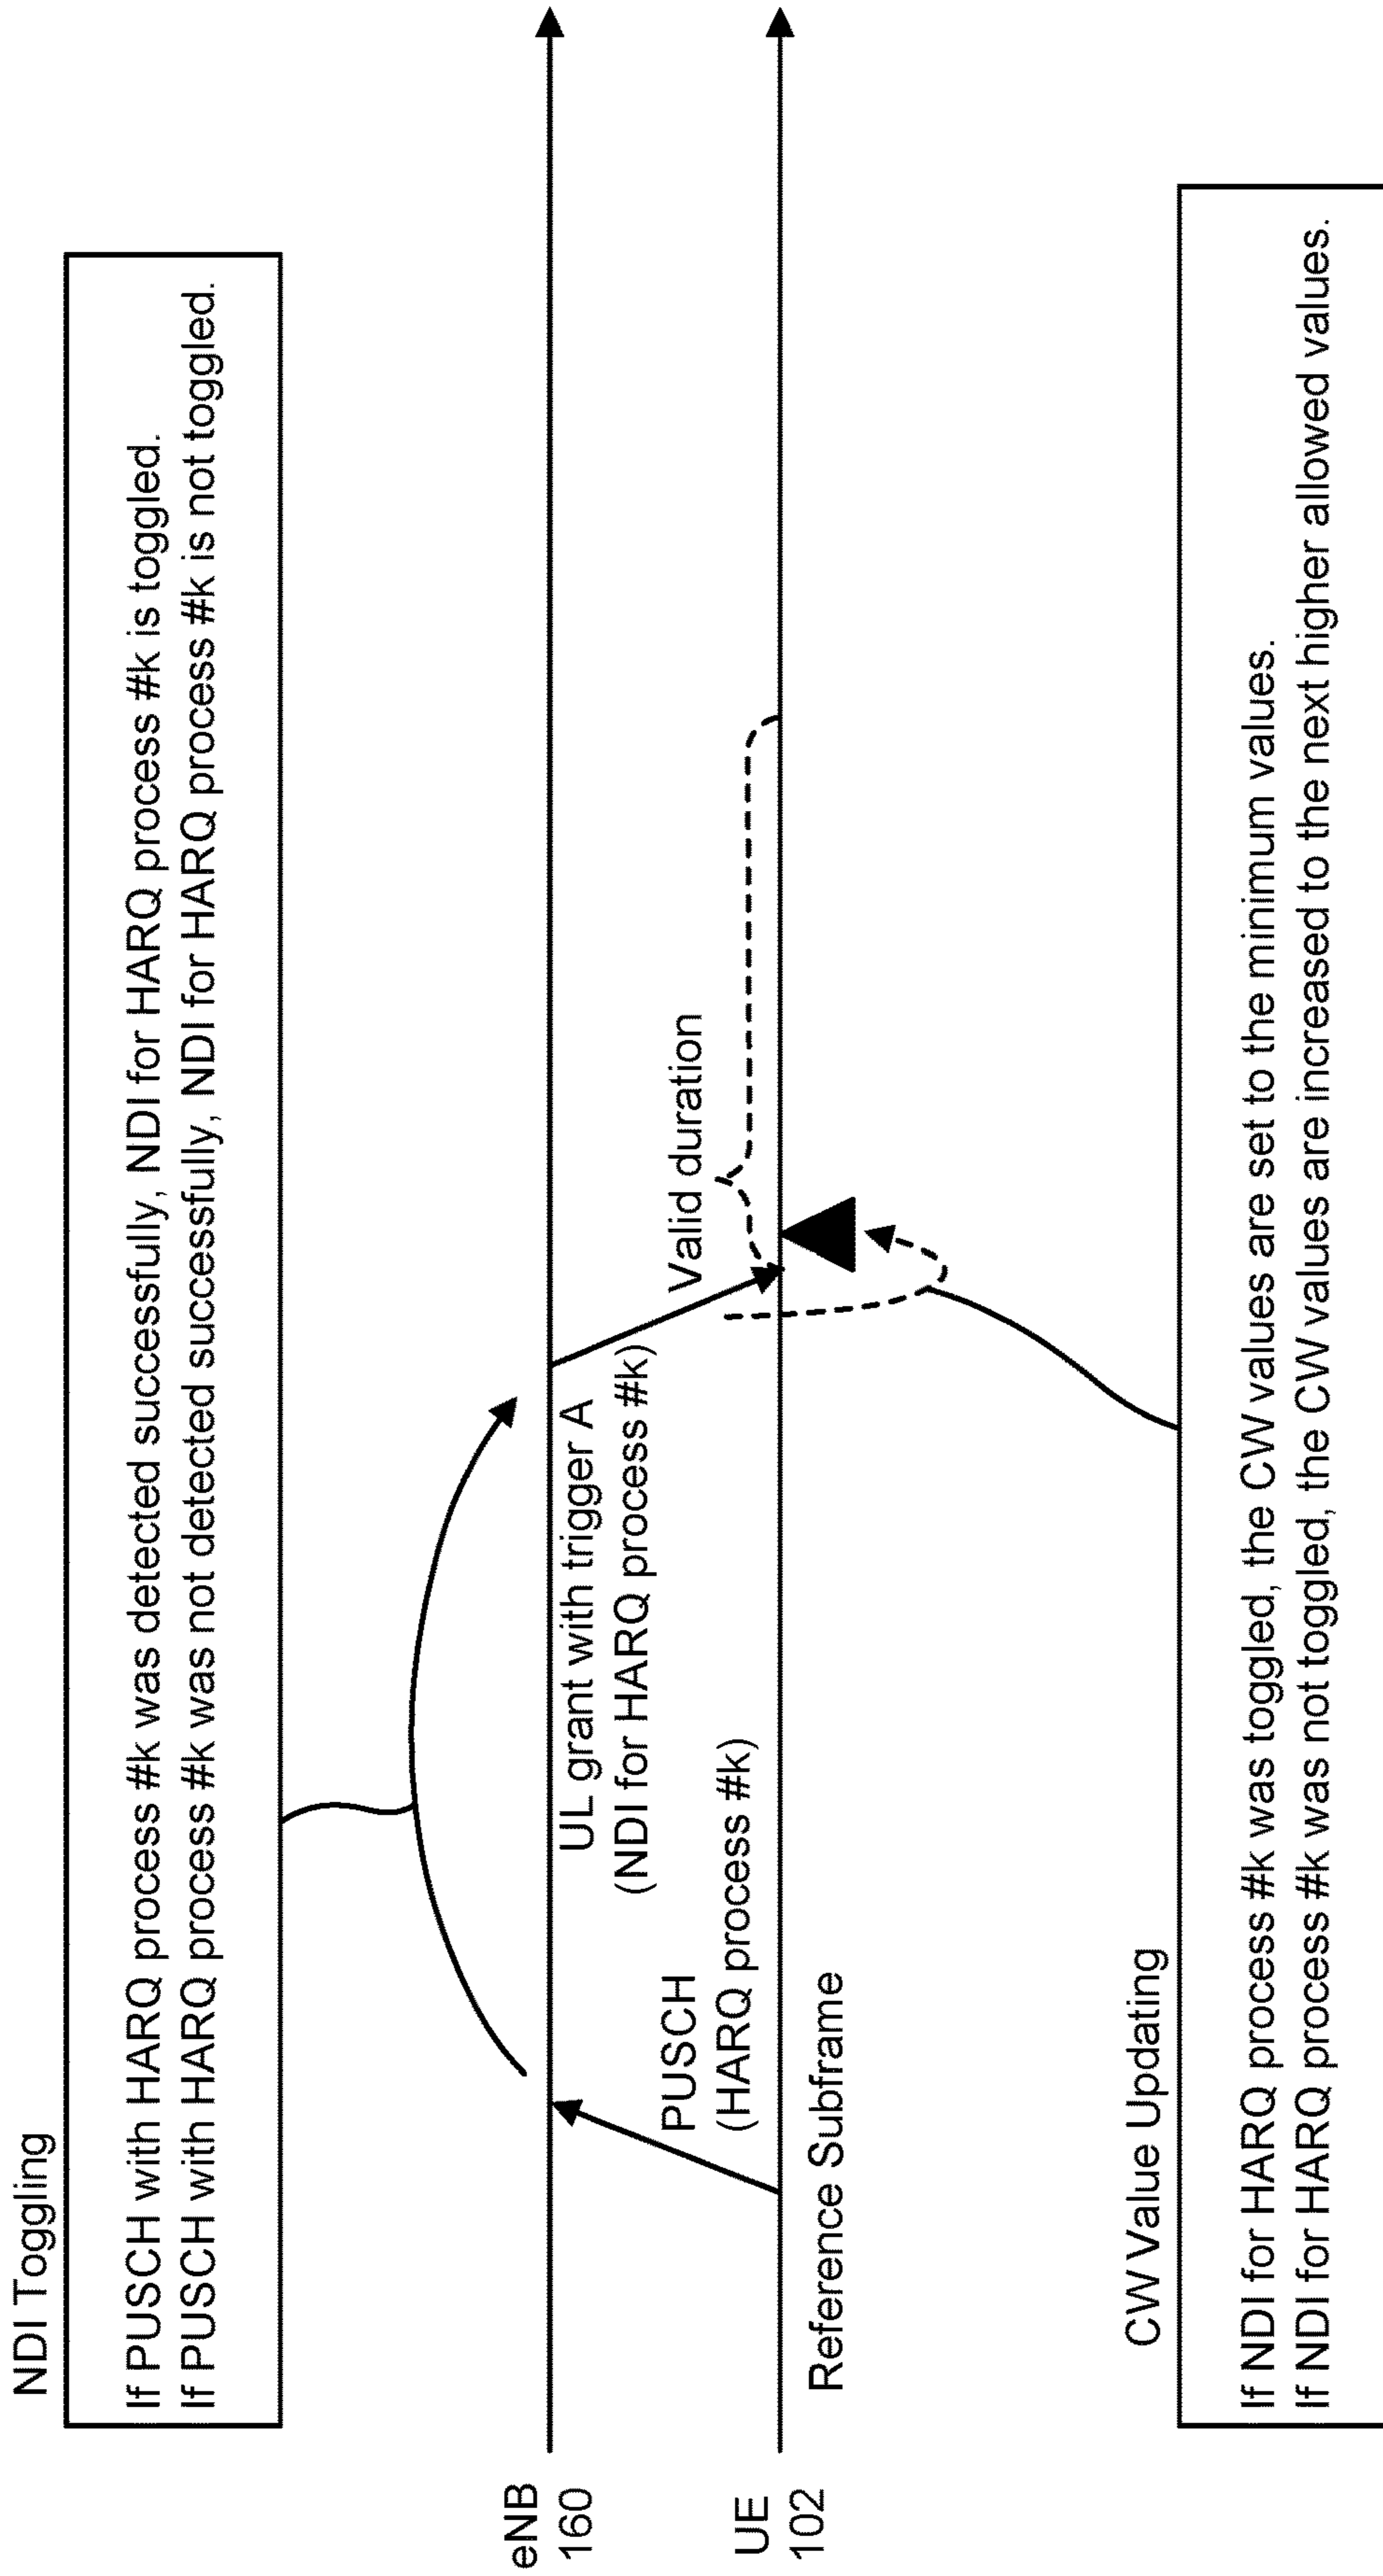 NDI Toggling
If PUSCH with HARQ process #k was detected successfully, NDI for HARQ process #k is toggled.
If PUSCH with HARQ process #k was not detected successfully, NDI for HARQ process #k is not toggled.
eNB
160
UL grant with trigger A
(NDI for HARQ process #k)
Valid duration
PUSCH
(HARQ process #k)
UE
102
Reference Subframe
CW Value Updating
If NDI for HARQ process #k was toggled, the CW values are set to the minimum values.
If NDI for HARQ process #k was not toggled, the CW values are increased to the next higher allowed values.